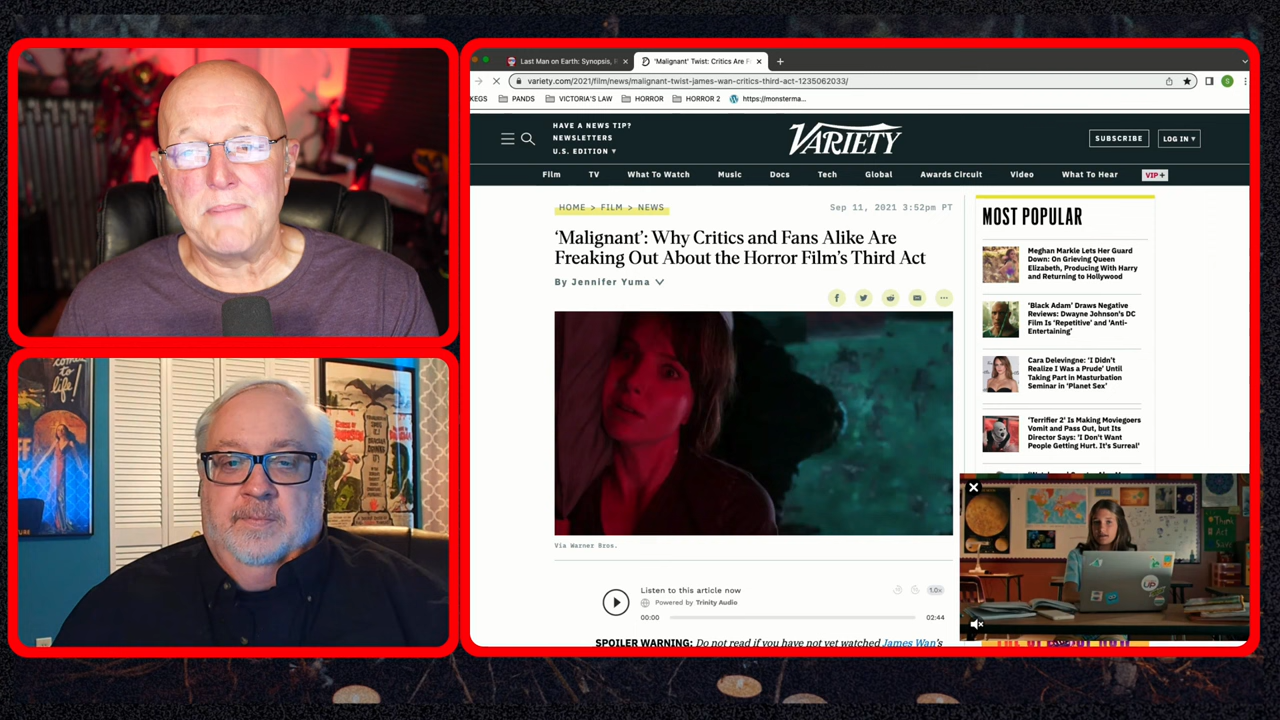 come
to
life!
Last Man on Earth: Synopsis,
'Malignant' Twist: Critics Are F
variety.com/2021/film/news/malignant-twist-james-wan-critics-third-act-1235062033/
S
KEGS
PANDS
VICTORIA'S LAW
HORROR
HORROR 2
https://monsterma...
HAVE A NEWS TIP?
NEWSLETTERS
U.S. EDITION
VARIETY
SUBSCRIBE
LOG IN
Film
TV
What To Watch
Music
Docs
Tech
Global
Awards Circuit
Video
What To Hear
VIP+
HOME > FILM > NEWS
Sep 11, 2021 3:52pm PT
‘Malignant’: Why Critics and Fans Alike Are
Freaking Out About the Horror Film’s Third Act
By Jennifer Yuma
Via Warner Bros.
Listen to this article now
1.0x
Powered by Trinity Audio
00:00
02:44
SPOILER WARNING: Do not read if you have not yet watched James Wan’s
MOST POPULAR
Meghan Markle Lets Her Guard
Down: On Grieving Queen
Elizabeth, Producing With Harry
and Returning to Hollywood
‘Black Adam’ Draws Negative
Reviews: Dwayne Johnson’s DC
Film Is ‘Repetitive’ and ‘Anti-
Entertaining’
Cara Delevingne: ‘I Didn’t
Realize I Was a Prude’ Until
Taking Part in Masturbation
Seminar in ‘Planet Sex’
‘Terrifier 2’ Is Making Moviegoers
Vomit and Pass Out, but Its
Director Says: ‘I Don’t Want
People Getting Hurt. It’s Surreal’
Think
Act
UP